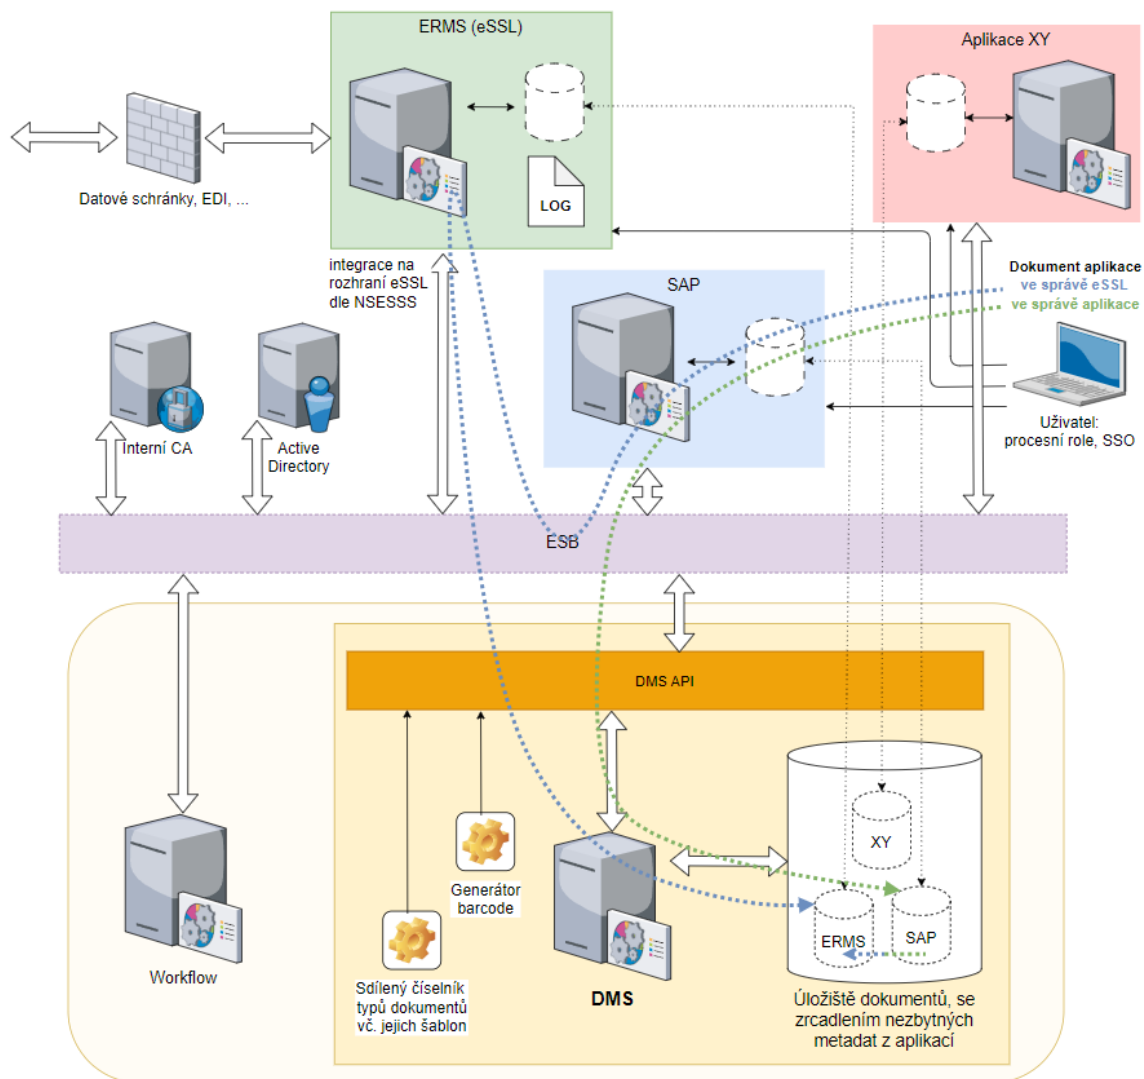 ERMS (eSSL)
Aplikace XY
LOG
Datové schránky, EDI, ...
integrace na
rozhraní eSSL
dle NSESSS
SAP
Dokument aplikace
ve správě eSSL
ve správě aplikace
Uživatel:
procesní role, SSO
Interní CA
Active
Directory
ESB
DMS API
Generátor
barcode
Sdílený číselník
typů dokumentů
vč. jejich šablon
Workflow
DMS
XY
ERMS
SAP
Úložiště dokumentů, se
zrcadlením nezbytných
metadat z aplikací